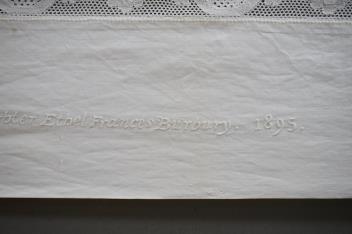 Ethel Frances Burbury. 1895.